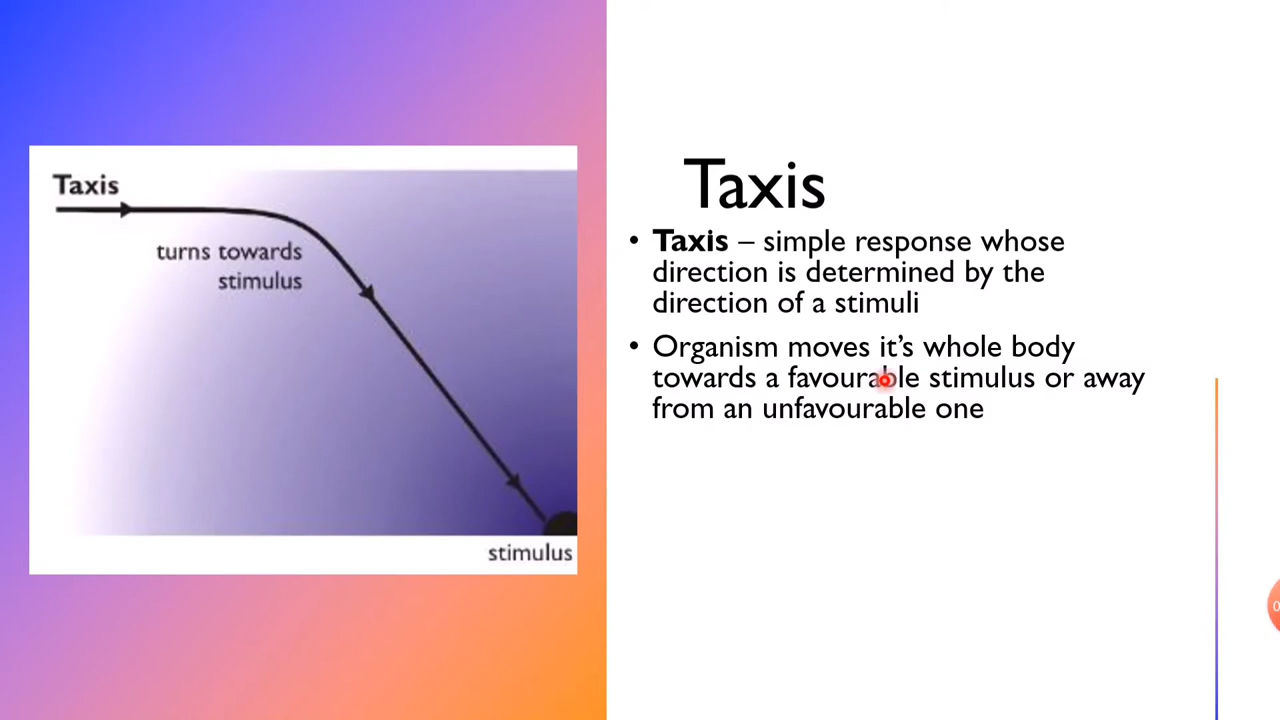 Taxis
turns towards
stimulus
stimulus
Taxis
• Taxis – simple response whose
direction is determined by the
direction of a stimuli
• Organism moves it’s whole body
towards a favourable stimulus or away
from an unfavourable one
0